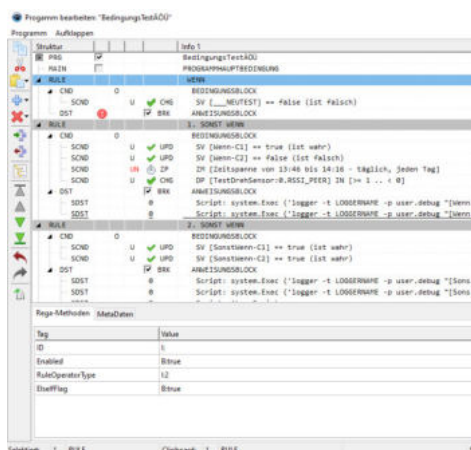 Progamm bearbeiten: "BedingungsTestÄÖÜ"
Programm Aufklappen
Struktur Info 1
PRG BedingungsTestÄÖÜ
MAIN PROGRAMMHAUPTBEDINGUNG
RULE WENN
CND O BEDINGUNGSBLOCK
SCND U CHG SV [___NEUTEST] == false (ist falsch)
DST BRK ANWEISUNGSBLOCK
RULE 1. SONST WENN
CND O BEDINGUNGSBLOCK
SCND U UPD SV [Wenn-C1] == true (ist wahr)
SCND U UPD SV [Wenn-C2] == false (ist falsch)
SCND UN ZP IM [Zeitspanne von 13:46 bis 14:16 - täglich, jeden Tag]
SCND U CHG DP [TestDrehSensor:0.RSSI_PEER] IN [>= 1 .. < 0]
DST BRK ANWEISUNGSBLOCK
SDST 0 Script: system.Exec ('logger -t LOGGERNAME -p user.debug "[Wenn
SDST 0 Script: system.Exec ('logger -t LOGGERNAME -p user.debug "[Wenn
RULE 2. SONST WENN
CND O BEDINGUNGSBLOCK
SCND U UPD SV [SonstWenn-C1] == true (ist wahr)
SCND U UPD SV [SonstWenn-C2] == true (ist wahr)
DST BRK ANWEISUNGSBLOCK
SDST 0 Script: system.Exec ('logger -t LOGGERNAME -p user.debug "[Sons
SDST 0 Script: system.Exec ('logger -t LOGGERNAME -p user.debug "[Sons
Rega-Methoden MetaDaten
Tag Value
ID I:
Enabled B:true
RuleOperatorType I:2
ElseIfFlag B:true